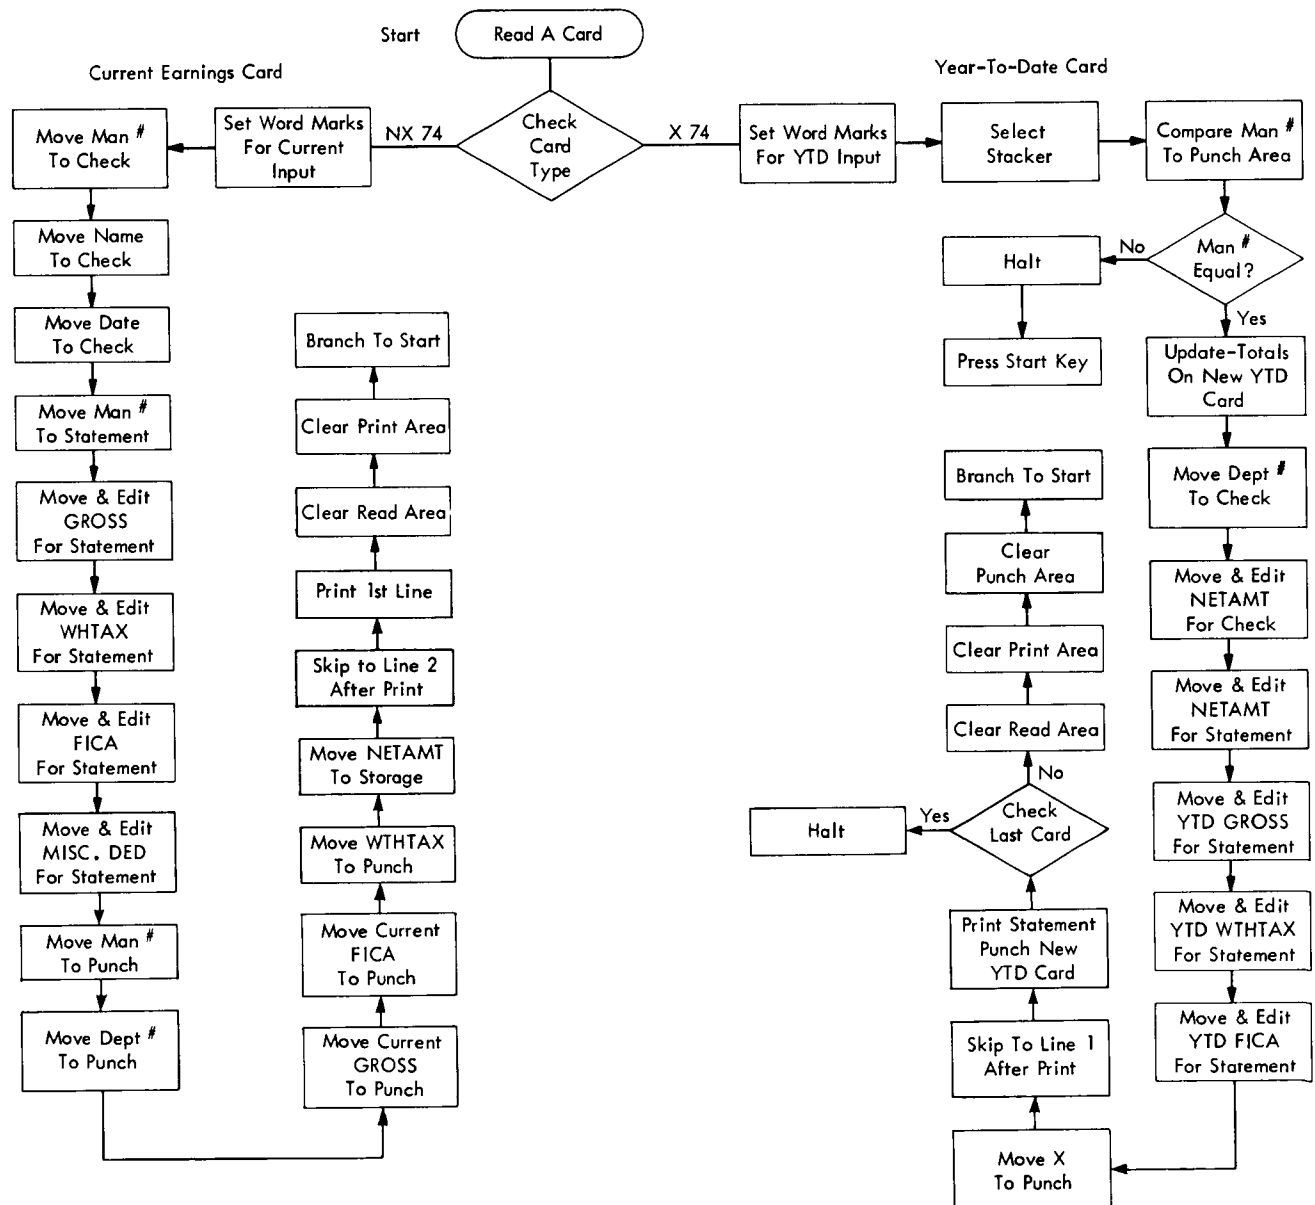 Start
Read A Card
Current Earnings Card
Year-To-Date Card
Check
Card
Type
NX 74
X 74
Set Word Marks
For Current
Input
Move Man #
To Check
Move Name
To Check
Move Date
To Check
Move Man #
To Statement
Move & Edit
GROSS
For Statement
Move & Edit
WHTAX
For Statement
Move & Edit
FICA
For Statement
Move & Edit
MISC. DED
For Statement
Move Man #
To Punch
Move Dept #
To Punch
Move Current
GROSS
To Punch
Move Current
FICA
To Punch
Move WTHTAX
To Punch
Move NETAMT
To Storage
Skip to Line 2
After Print
Print 1st Line
Clear Read Area
Clear Print Area
Branch To Start
Set Word Marks
For YTD Input
Select
Stacker
Compare Man #
To Punch Area
Man #
Equal?
No
Halt
Press Start Key
Yes
Update-Totals
On New YTD
Card
Move Dept #
To Check
Move & Edit
NETAMT
For Check
Move & Edit
NETAMT
For Statement
Move & Edit
YTD GROSS
For Statement
Move & Edit
YTD WTHTAX
For Statement
Move & Edit
YTD FICA
For Statement
Move X
To Punch
Skip To Line 1
After Print
Print Statement
Punch New
YTD Card
Check
Last Card
Yes
Halt
No
Clear Read Area
Clear Print Area
Clear
Punch Area
Branch To Start